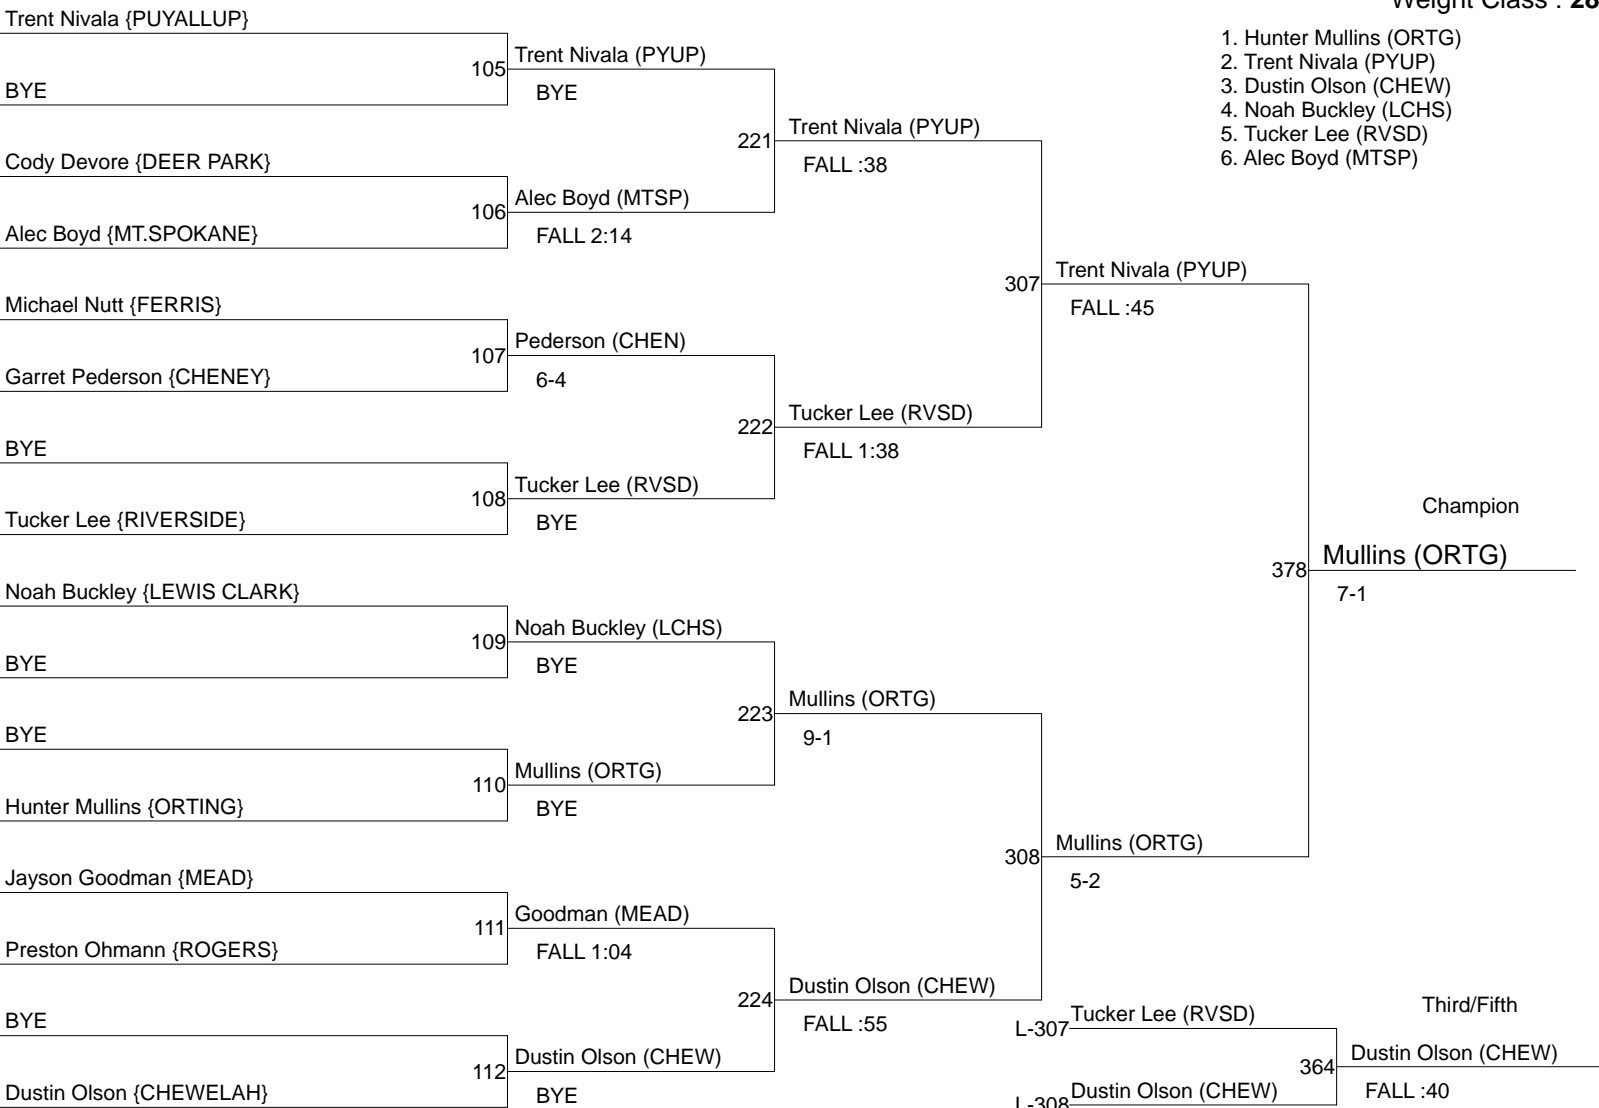 Trent Nivala {PUYALLUP}
BYE
Cody Devore {DEER PARK}
Alec Boyd {MT.SPOKANE}
Michael Nutt {FERRIS}
Garret Pederson {CHENEY}
BYE
Tucker Lee {RIVERSIDE}
Noah Buckley {LEWIS CLARK}
BYE
BYE
Hunter Mullins {ORTING}
Jayson Goodman {MEAD}
Preston Ohmann {ROGERS}
BYE
Dustin Olson {CHEWELAH}
105
Trent Nivala (PYUP)
BYE
106
Alec Boyd (MTSP)
FALL 2:14
107
Pederson (CHEN)
6-4
108
Tucker Lee (RVSD)
BYE
109
Noah Buckley (LCHS)
BYE
110
Mullins (ORTG)
BYE
111
Goodman (MEAD)
FALL 1:04
112
Dustin Olson (CHEW)
BYE
221
Trent Nivala (PYUP)
FALL :38
222
Tucker Lee (RVSD)
FALL 1:38
223
Mullins (ORTG)
9-1
224
Dustin Olson (CHEW)
FALL :55
307
Trent Nivala (PYUP)
FALL :45
308
Mullins (ORTG)
5-2
Champion
378
Mullins (ORTG)
7-1
Weight Class : 28
1. Hunter Mullins (ORTG)
2. Trent Nivala (PYUP)
3. Dustin Olson (CHEW)
4. Noah Buckley (LCHS)
5. Tucker Lee (RVSD)
6. Alec Boyd (MTSP)
Third/Fifth
L-307
Tucker Lee (RVSD)
L-308
Dustin Olson (CHEW)
364
Dustin Olson (CHEW)
FALL :40